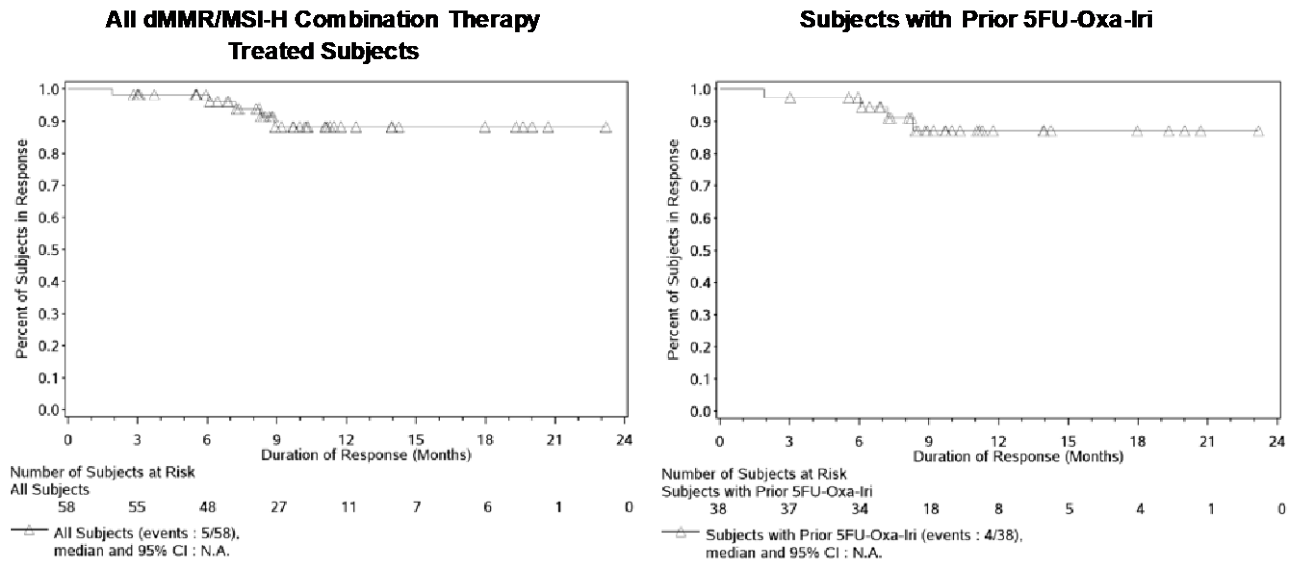 All dMMR/MSI-H Combination Therapy
Treated Subjects
Percent of Subjects in Response
1.0
0.9
0.8
0.7
0.6
0.5
0.4
0.3
0.2
0.1
0.0
0 3 6 9 12 15 18 21 24
Duration of Response (Months)
Number of Subjects at Risk
All Subjects
58 55 48 27 11 7 6 1 0
All Subjects (events : 5/58),
median and 95% CI : N.A.
Subjects with Prior 5FU-Oxa-Iri
Percent of Subjects in Response
1.0
0.9
0.8
0.7
0.6
0.5
0.4
0.3
0.2
0.1
0.0
0 3 6 9 12 15 18 21 24
Duration of Response (Months)
Number of Subjects at Risk
Subjects with Prior 5FU-Oxa-Iri
38 37 34 18 8 5 4 1 0
Subjects with Prior 5FU-Oxa-Iri (events : 4/38),
median and 95% CI : N.A.